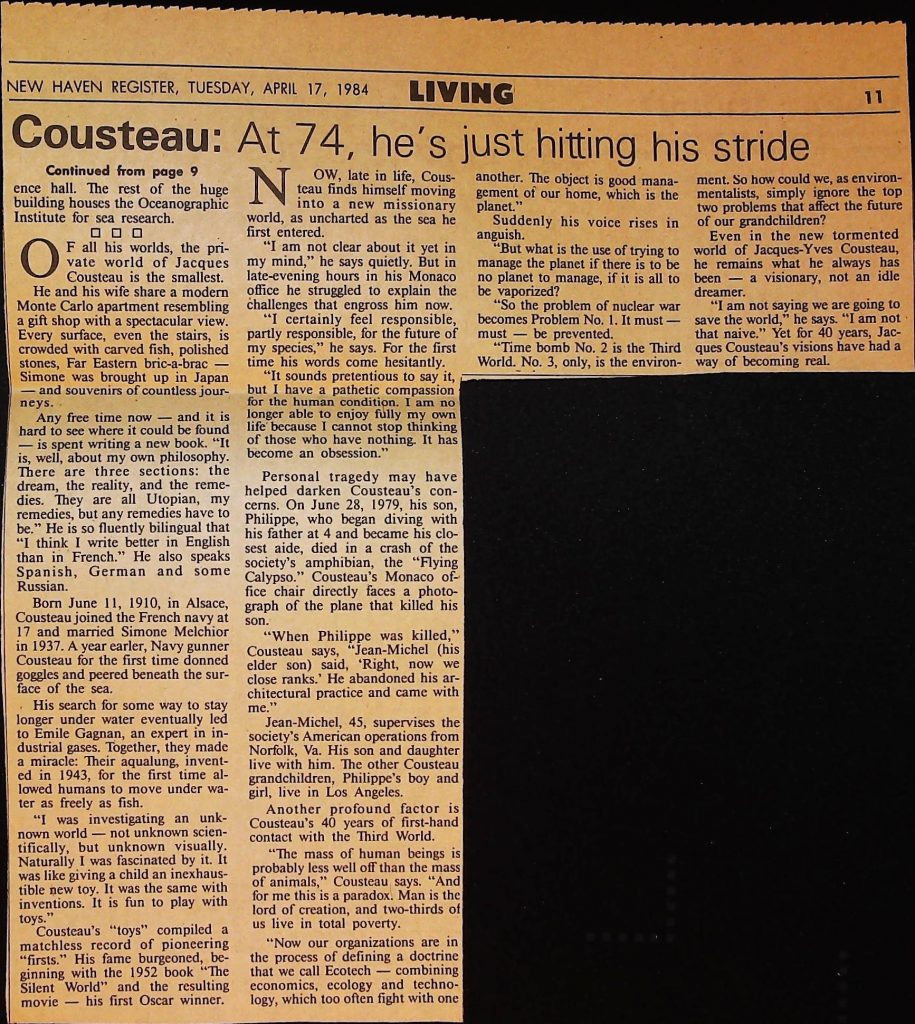 NEW HAVEN REGISTER, TUESDAY, APRIL 17, 1984 LIVING 11
Cousteau: At 74, he's just hitting his stride
Continued from page 9
ence hall. The rest of the huge
building houses the Oceanographic
Institute for sea research.
□ □ □
OF all his worlds, the pri-
vate world of Jacques
Cousteau is the smallest.
He and his wife share a modern
Monte Carlo apartment resembling
a gift shop with a spectacular view.
Every surface, even the stairs, is
crowded with carved fish, polished
stones, Far Eastern bric-a-brac —
Simone was brought up in Japan
— and souvenirs of countless jour-
neys.
Any free time now — and it is
hard to see where it could be found
— is spent writing a new book. “It
is, well, about my own philosophy.
There are three sections: the
dream, the reality, and the reme-
dies. They are all Utopian, my
remedies, but any remedies have to
be.” He is so fluently bilingual that
“I think I write better in English
than in French.” He also speaks
Spanish, German and some
Russian.
Born June 11, 1910, in Alsace,
Cousteau joined the French navy at
17 and married Simone Melchior
in 1937. A year earler, Navy gunner
Cousteau for the first time donned
goggles and peered beneath the sur-
face of the sea.
His search for some way to stay
longer under water eventually led
to Emile Gagnan, an expert in in-
dustrial gases. Together, they made
a miracle: Their aqualung, invent-
ed in 1943, for the first time al-
lowed humans to move under wa-
ter as freely as fish.
“I was investigating an unk-
nown world — not unknown scien-
tifically, but unknown visually.
Naturally I was fascinated by it. It
was like giving a child an inexhaus-
tible new toy. It was the same with
inventions. It is fun to play with
toys.”
Cousteau's “toys” compiled a
matchless record of pioneering
“firsts.” His fame burgeoned, be-
ginning with the 1952 book “The
Silent World” and the resulting
movie — his first Oscar winner.
NOW, late in life, Cous-
teau finds himself moving
into a new missionary
world, as uncharted as the sea he
first entered.
“I am not clear about it yet in
my mind,” he says quietly. But in
late-evening hours in his Monaco
office he struggled to explain the
challenges that engross him now.
“I certainly feel responsible,
partly responsible, for the future of
my species,” he says. For the first
time his words come hesitantly.
“It sounds pretentious to say it,
but I have a pathetic compassion
for the human condition. I am no
longer able to enjoy fully my own
life because I cannot stop thinking
of those who have nothing. It has
become an obsession.”
Personal tragedy may have
helped darken Cousteau's con-
cerns. On June 28, 1979, his son,
Philippe, who began diving with
his father at 4 and became his clo-
sest aide, died in a crash of the
society's amphibian, the “Flying
Calypso.” Cousteau's Monaco of-
fice chair directly faces a photo-
graph of the plane that killed his
son.
“When Philippe was killed,”
Cousteau says, “Jean-Michel (his
elder son) said, ‘Right, now we
close ranks.’ He abandoned his ar-
chitectural practice and came with
me.”
Jean-Michel, 45, supervises the
society's American operations from
Norfolk, Va. His son and daughter
live with him. The other Cousteau
grandchildren, Philippe's boy and
girl, live in Los Angeles.
Another profound factor is
Cousteau's 40 years of first-hand
contact with the Third World.
“The mass of human beings is
probably less well off than the mass
of animals,” Cousteau says. “And
for me this is a paradox. Man is the
lord of creation, and two-thirds of
us live in total poverty.
“Now our organizations are in
the process of defining a doctrine
that we call Ecotech — combining
economics, ecology and techno-
logy, which too often fight with one
another. The object is good mana-
gement of our home, which is the
planet.”
Suddenly his voice rises in
anguish.
“But what is the use of trying to
manage the planet if there is to be
no planet to manage, if it is all to
be vaporized?
“So the problem of nuclear war
becomes Problem No. 1. It must —
must — be prevented.
“Time bomb No. 2 is the Third
World. No. 3, only, is the environ-
ment. So how could we, as environ-
mentalists, simply ignore the top
two problems that affect the future
of our grandchildren?
Even in the new tormented
world of Jacques-Yves Cousteau,
he remains what he always has
been — a visionary, not an idle
dreamer.
“I am not saying we are going to
save the world,” he says. “I am not
that naive.” Yet for 40 years, Jac-
ques Cousteau's visions have had a
way of becoming real.